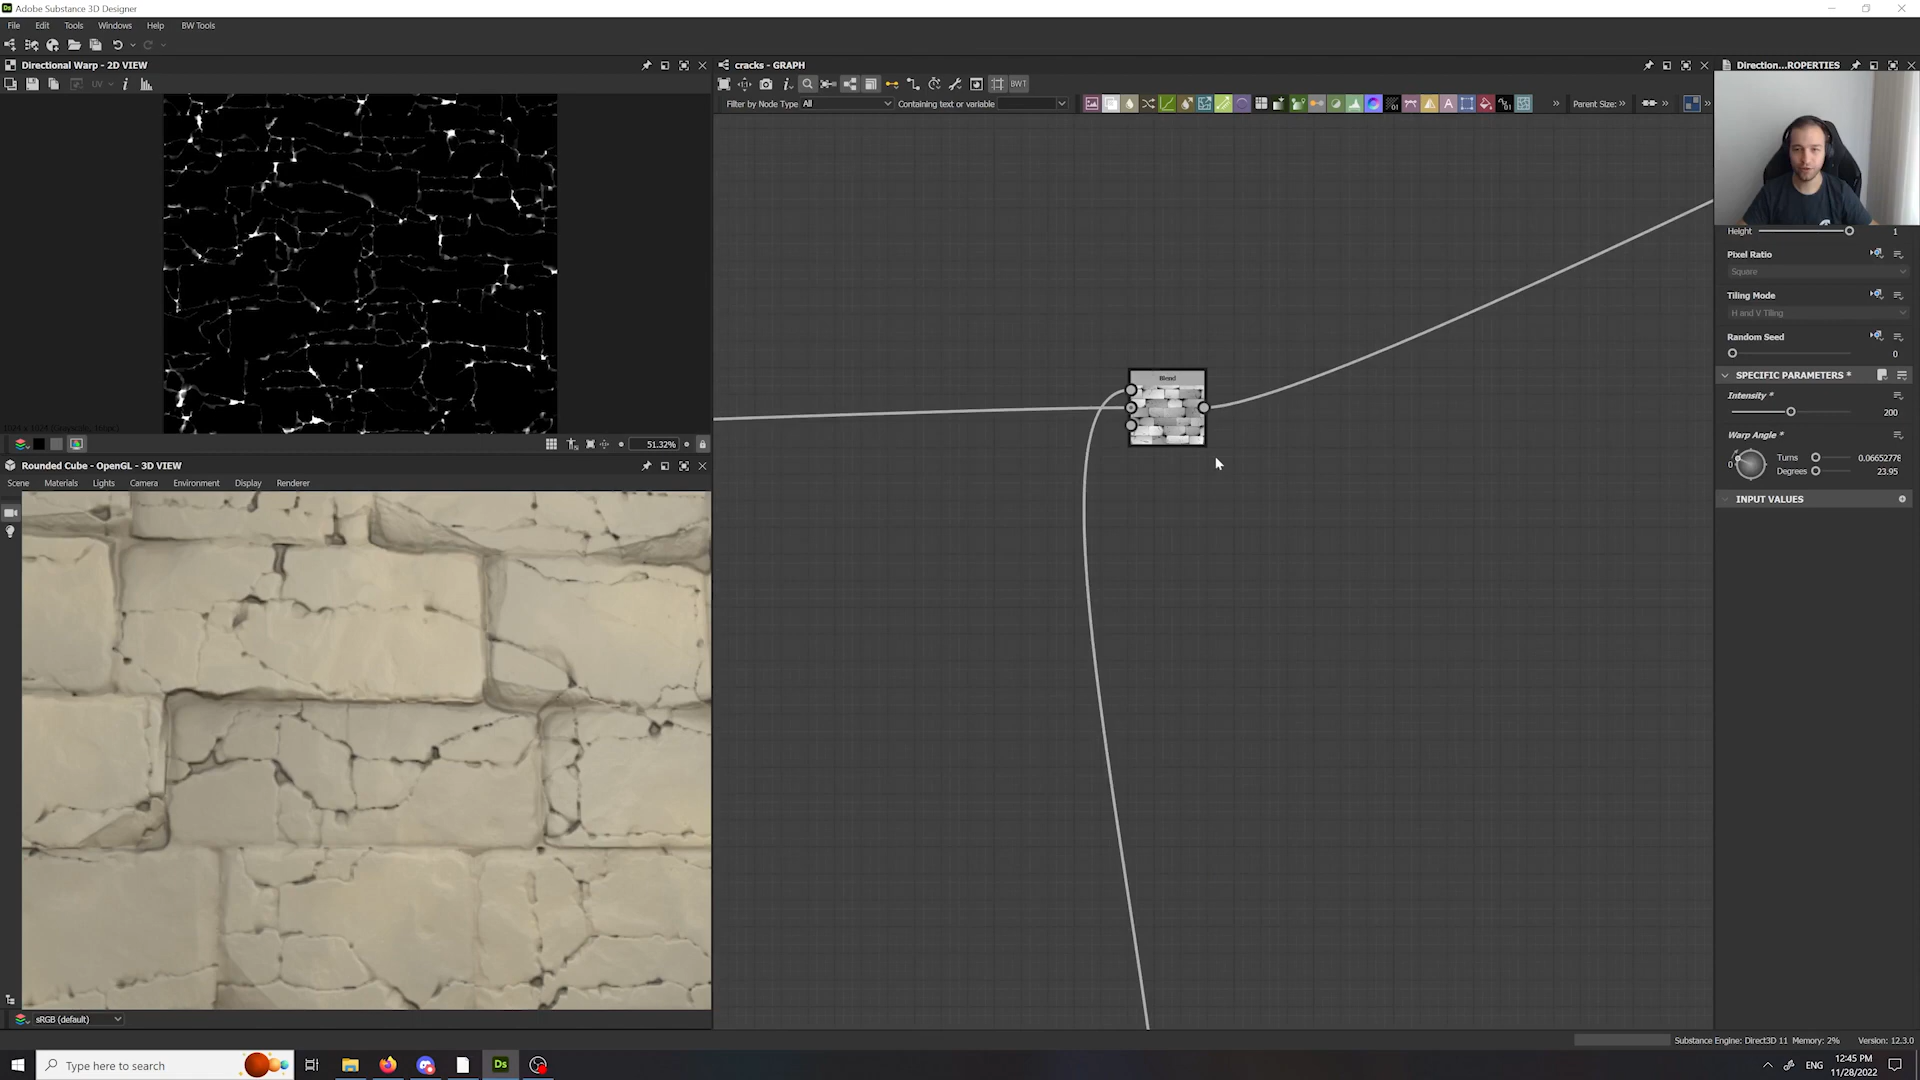 Adobe Substance 3D Designer
File Edit Tools Windows Help BW Tools
Directional Warp - 2D VIEW
UV
51.32%
Rounded Cube - OpenGL - 3D VIEW
Scene Materials Lights Camera Environment Display Renderer
sRGB (default)
cracks - GRAPH
BWT
Filter by Node Type All Containing text or variable
Parent Size:
Blend
Direction...ROPERTIES
Height 1
Pixel Ratio
Square
Tiling Mode
H and V Tiling
Random Seed
0
SPECIFIC PARAMETERS *
Intensity *
200
Warp Angle *
0
Turns 0.06652778
Degrees 23.95
INPUT VALUES
Substance Engine: Direct3D 11 Memory: 2% Version: 12.3.0
Type here to search
Ds
ENG
12:45 PM
11/28/2022